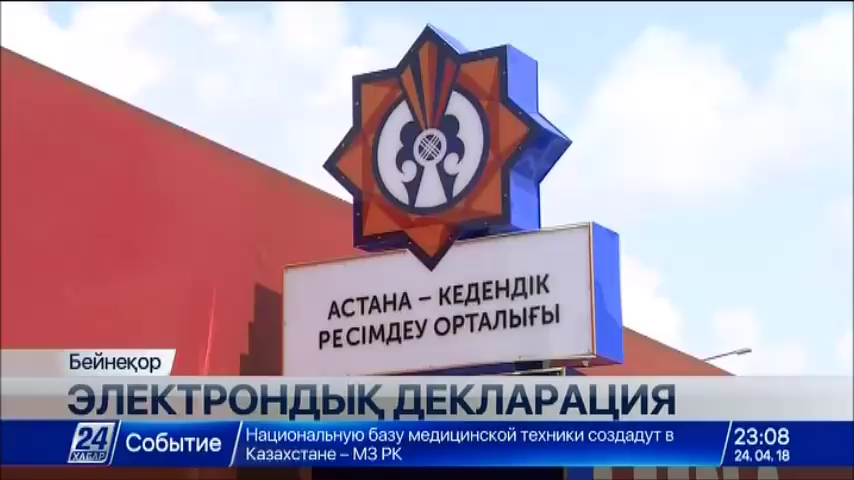 АСТАНА – КЕДЕНДІК
РЕСІМДЕУ ОРТАЛЫҒЫ
Бейнеқор
ЭЛЕКТРОНДЫҚ ДЕКЛАРАЦИЯ
24
ХАБАР
Событие
Национальную базу медицинской техники создадут в
Казахстане – МЗ РК
23:08
24.04.18